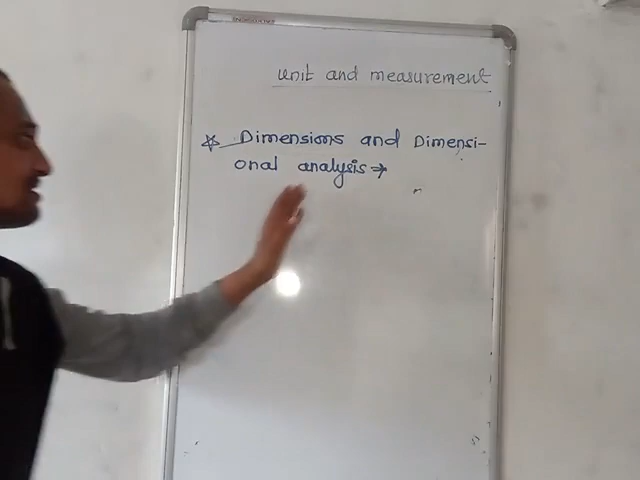 unit and measurement
☆ Dimensions and Dimensi-
onal analysis →